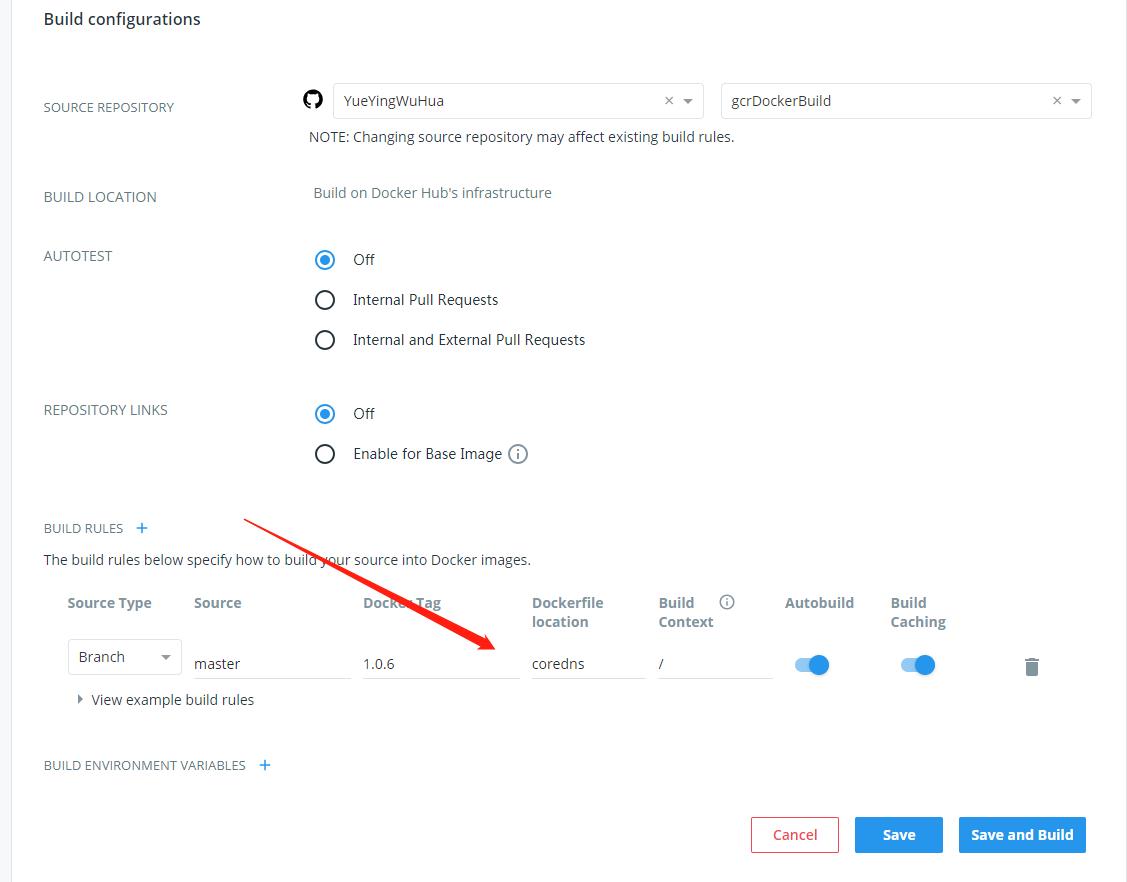 Build configurations
SOURCE REPOSITORY
YueYingWuHua
gcrDockerBuild
NOTE: Changing source repository may affect existing build rules.
BUILD LOCATION
Build on Docker Hub's infrastructure
AUTOTEST
Off
Internal Pull Requests
Internal and External Pull Requests
REPOSITORY LINKS
Off
Enable for Base Image
BUILD RULES +
The build rules below specify how to build your source into Docker images.
Source Type
Source
Docker Tag
Dockerfile
location
Build
Context
Autobuild
Build
Caching
Branch
master
1.0.6
coredns
/
View example build rules
BUILD ENVIRONMENT VARIABLES +
Cancel
Save
Save and Build